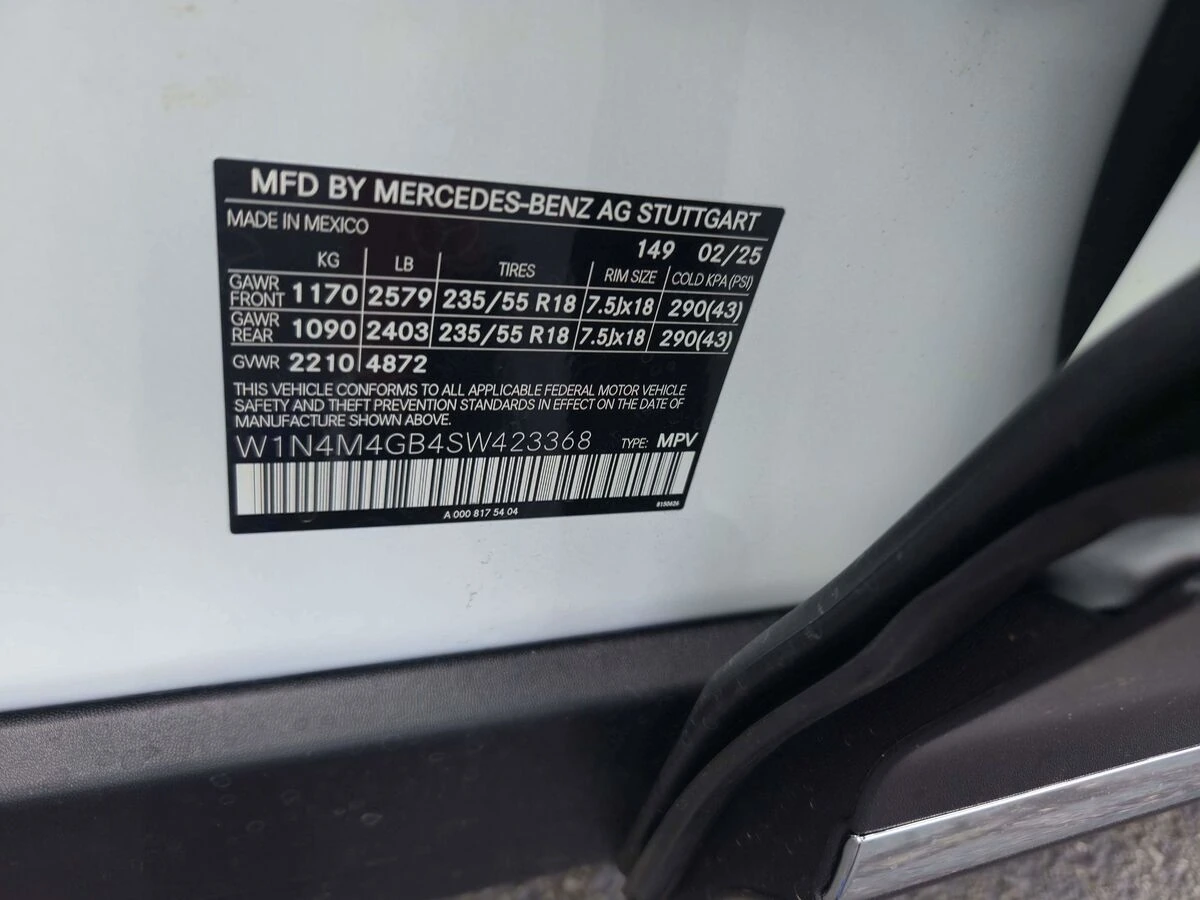 MFD BY MERCEDES-BENZ AG STUTTGART
MADE IN MEXICO
149 02/25
KG LB TIRES RIM SIZE COLD KPA (PSI)
GAWR FRONT 1170 2579 235/55 R18 7.5Jx18 290(43)
GAWR REAR 1090 2403 235/55 R18 7.5Jx18 290(43)
GVWR 2210 4872
THIS VEHICLE CONFORMS TO ALL APPLICABLE FEDERAL MOTOR VEHICLE
SAFETY AND THEFT PREVENTION STANDARDS IN EFFECT ON THE DATE OF
MANUFACTURE SHOWN ABOVE.
W1N4M4GB4SW423368 TYPE: MPV
A 000 817 54 04
8150626